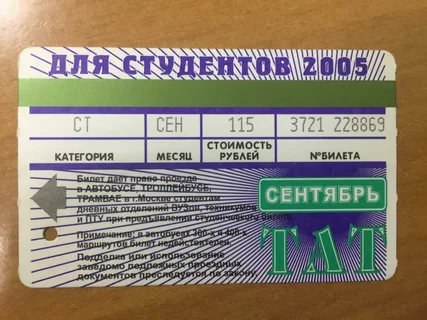 ДЛЯ СТУДЕНТОВ 2005
СТ СЕН 115 3721 228869
КАТЕГОРИЯ МЕСЯЦ СТОИМОСТЬ РУБЛЕЙ №БИЛЕТА
Билет дает право проезда
в АВТОБУСЕ, ТРОЛЛЕЙБУСЕ,
ТРАМВАЕ в г.Москве студентам
дневных отделений ВУЗов, техникумов
и ПТУ при предъявлении студенческого билета.
Примечание: в автобусах 300-х и 400-х
маршрутов билет недействителен.
Подделка или использование
заведомо подложных проездных
документов преследуется по закону.
СЕНТЯБРЬ
ТАТ